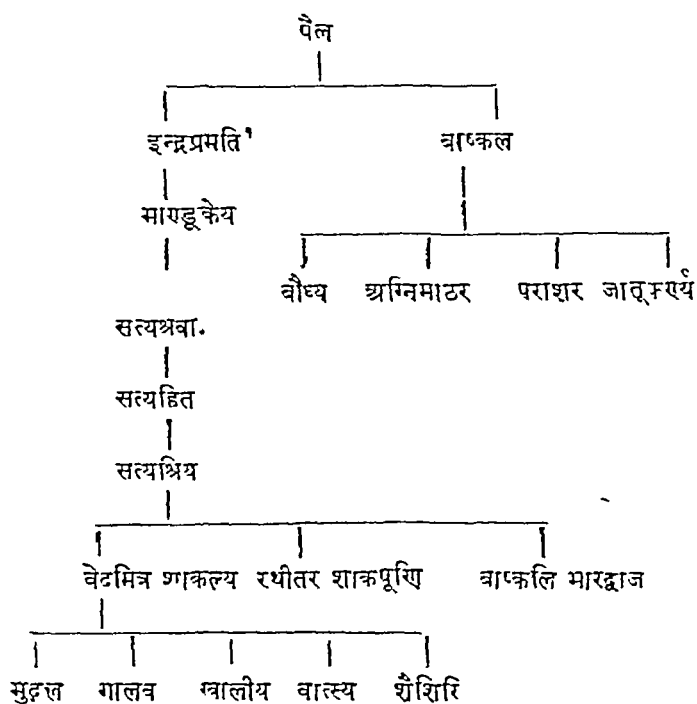 पैल
इन्द्रप्रमति' बाष्कल
माण्डूकेय
बौध्य अग्निमाठर पराशर जातूकर्ण्य
सत्यश्रवा.
सत्यहित
सत्यश्रिय
वेदमित्र शाकल्य रथीतर शाकपूणि बाष्कलि भारद्वाज
मुद्गल गालव खालीय वात्स्य शैशिरि